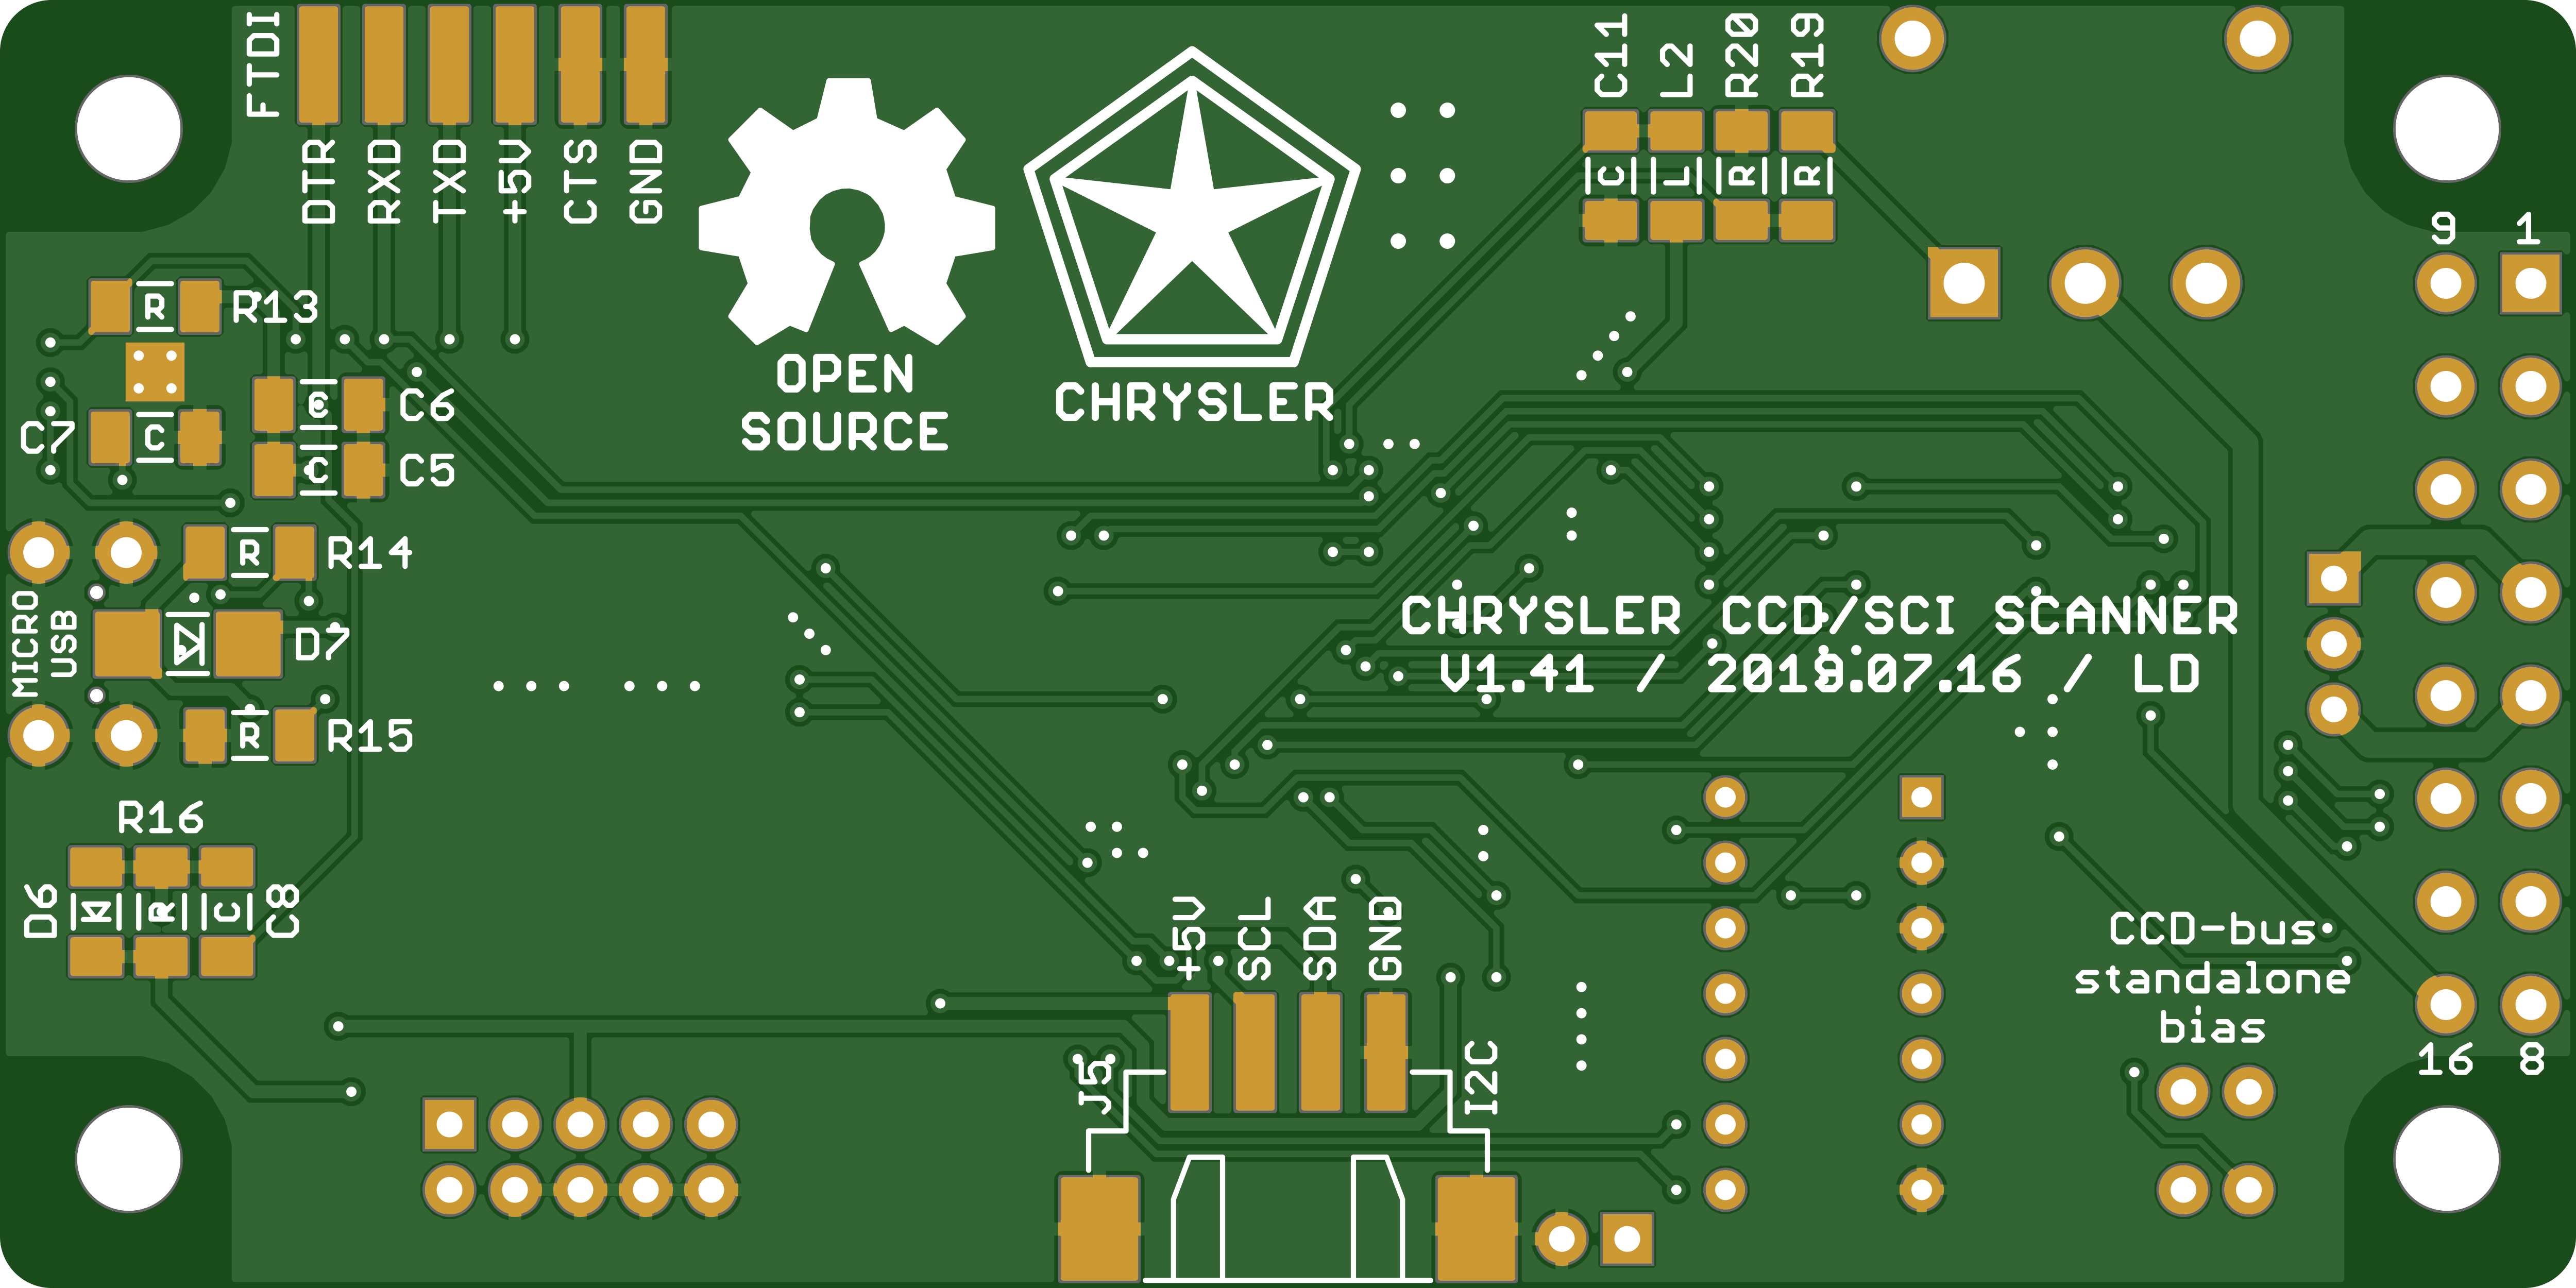 FTDI
DTR
RXD
TXD
+5V
CTS
GND
OPEN
SOURCE
CHRYSLER
C11
L2
R20
R19
C
L
R
R
9
1
R
R13
C
C6
C7
C
C
C5
R
R14
MICRO
USB
D7
R
R15
CHRYSLER CCD/SCI SCANNER
V1.41 / 2019.07.16 / LD
R16
D6
R
C
C8
+5V
SCL
SDA
GND
CCD-bus
standalone
bias
J5
I2C
16
8